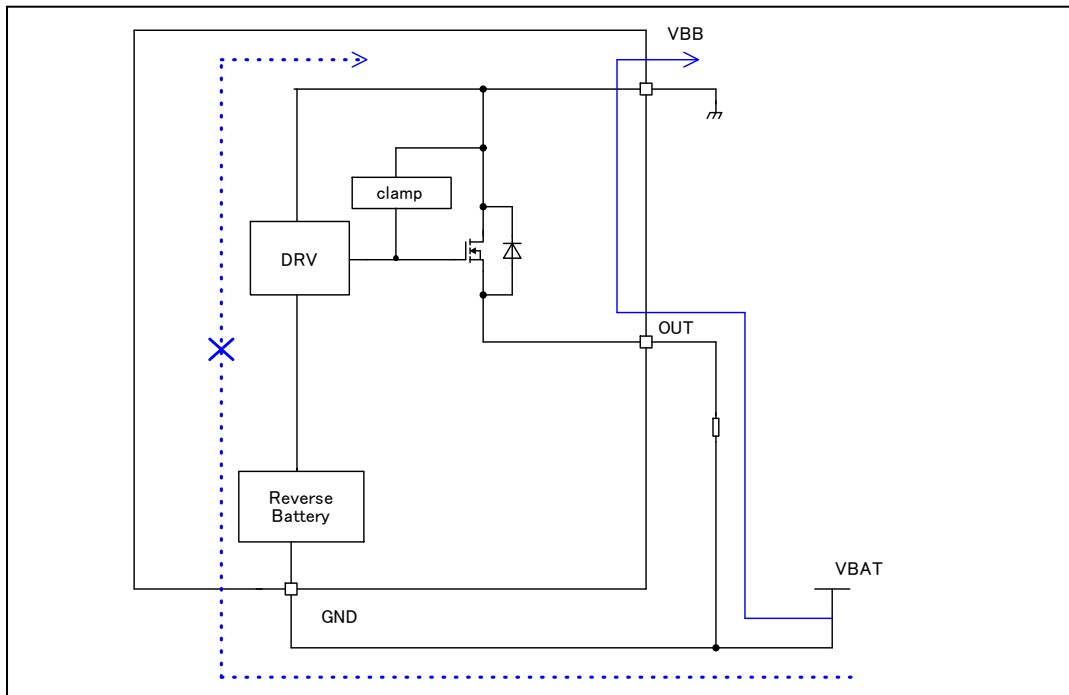 VBB
clamp
DRV
OUT
Reverse
Battery
VBAT
GND